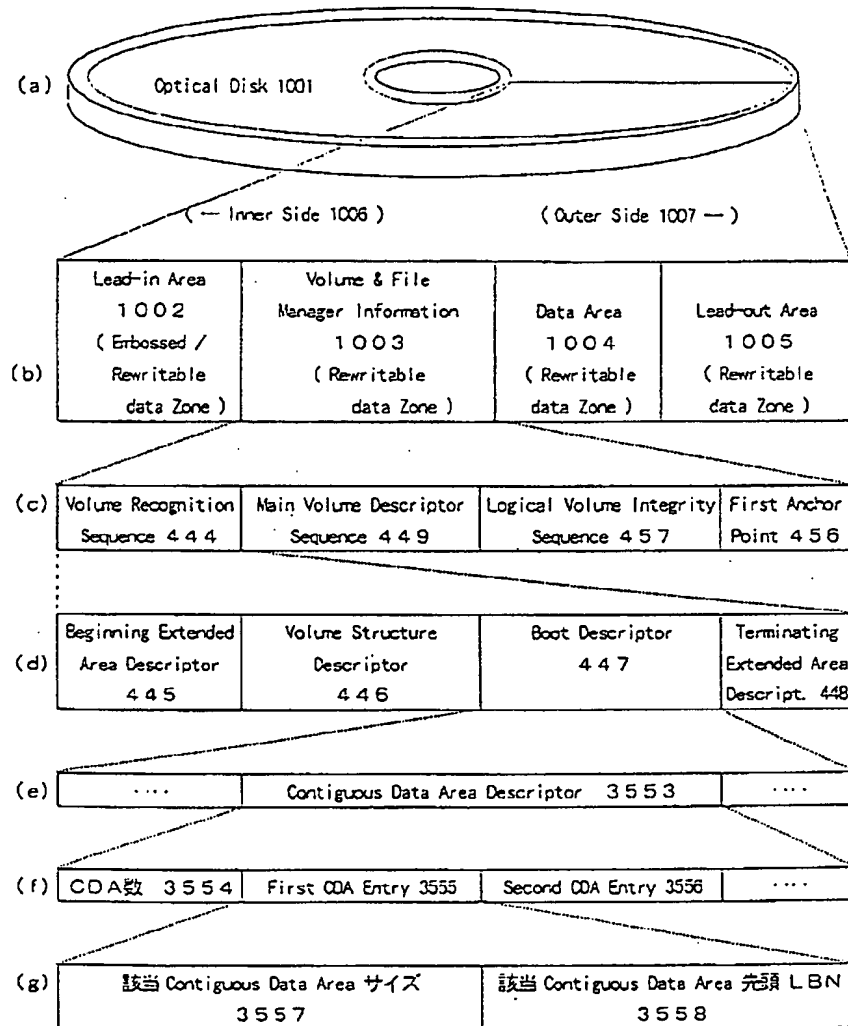 (a)
Optical Disk 1001
(← Inner Side 1006 )
(Outer Side 1007 →)
(b)
Lead-in Area
1002
( Embossed /
Rewritable
data Zone )
Volume & File
Manager Information
1003
( Rewritable
data Zone )
Data Area
1004
( Rewritable
data Zone )
Lead-out Area
1005
( Rewritable
data Zone )
(c)
Volume Recognition
Sequence 444
Main Volume Descriptor
Sequence 449
Logical Volume Integrity
Sequence 457
First Anchor
Point 456
(d)
Beginning Extended
Area Descriptor
445
Volume Structure
Descriptor
446
Boot Descriptor
447
Terminating
Extended Area
Descript. 448
(e)
....
Contiguous Data Area Descriptor 3553
....
(f)
CDA数 3554
First CDA Entry 3555
Second CDA Entry 3556
....
(g)
該当 Contiguous Data Area サイズ
3557
該当 Contiguous Data Area 先頭 LBN
3558